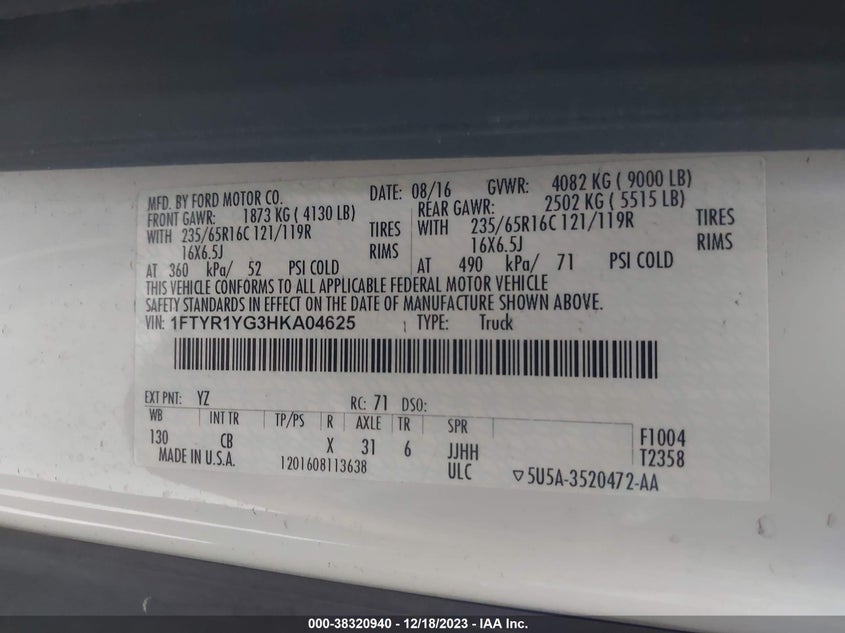 MFD. BY FORD MOTOR CO. DATE: 08/16 GVWR: 4082 KG ( 9000 LB)
FRONT GAWR: 1873 KG ( 4130 LB) REAR GAWR: 2502 KG ( 5515 LB)
WITH 235/65R16C 121/119R TIRES WITH 235/65R16C 121/119R TIRES
16X6.5J RIMS 16X6.5J RIMS
AT 360 kPa/ 52 PSI COLD AT 490 kPa/ 71 PSI COLD
THIS VEHICLE CONFORMS TO ALL APPLICABLE FEDERAL MOTOR VEHICLE
SAFETY STANDARDS IN EFFECT ON THE DATE OF MANUFACTURE SHOWN ABOVE.
VIN: 1FTYR1YG3HKA04625 TYPE: Truck
EXT PNT: YZ RC: 71 DSO:
WB INT TR TP/PS R AXLE TR SPR
130 CB X 31 6 JJHH F1004
MADE IN U.S.A. 1201608113638 ULC T2358
▽5U5A-3520472-AA
000-38320940 - 12/18/2023 - IAA Inc.